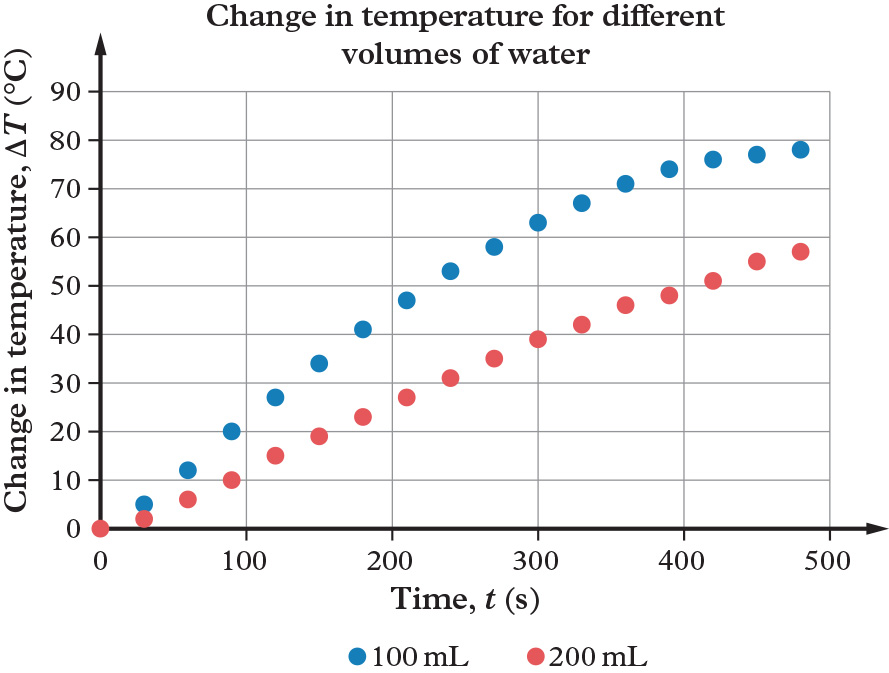 Change in temperature for different
volumes of water
Change in temperature, ΔT (°C)
90
80
70
60
50
40
30
20
10
0
0 100 200 300 400 500
Time, t (s)
100 mL 200 mL